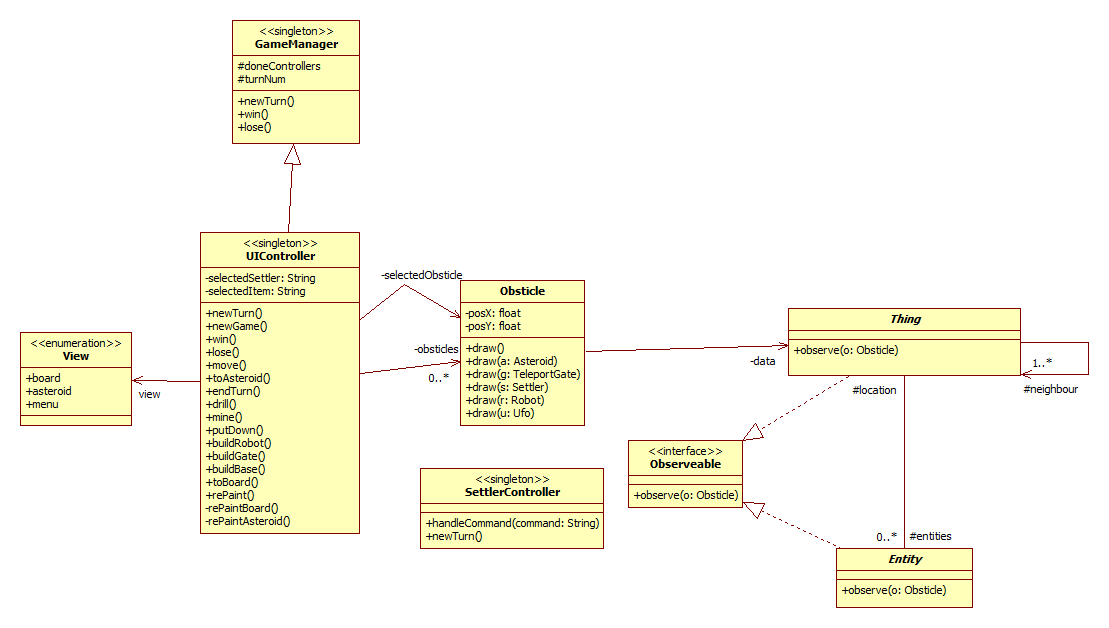 <<singleton>>
GameManager
#doneControllers
#turnNum
+newTurn()
+win()
+lose()
<<singleton>>
UIController
-selectedSettler: String
-selectedItem: String
+newTurn()
+newGame()
+win()
+lose()
+move()
+toAsteroid()
+endTurn()
+drill()
+mine()
+putDown()
+buildRobot()
+buildGate()
+buildBase()
+toBoard()
+rePaint()
-rePaintBoard()
-rePaintAsteroid()
<<enumeration>>
View
+board
+asteroid
+menu
view
-selectedObsticle
-obsticles
0..*
Obsticle
-posX: float
-posY: float
+draw()
+draw(a: Asteroid)
+draw(g: TeleportGate)
+draw(s: Settler)
+draw(r: Robot)
+draw(u: Ufo)
-data
Thing
+observe(o: Obsticle)
1..*
#neighbour
#location
<<interface>>
Observeable
+observe(o: Obsticle)
<<singleton>>
SettlerController
+handleCommand(command: String)
+newTurn()
0..*
#entities
Entity
+observe(o: Obsticle)